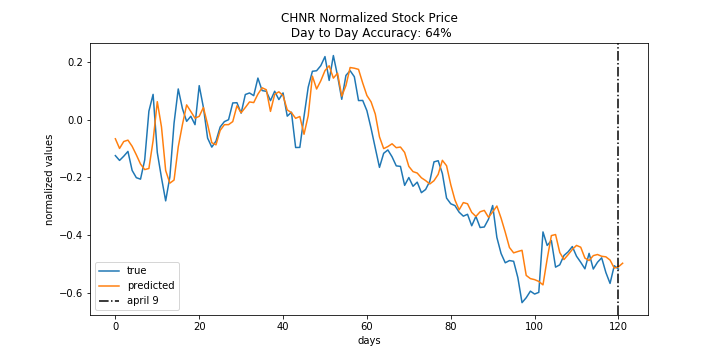 CHNR Normalized Stock Price
Day to Day Accuracy: 64%
normalized values
0.2
0.0
−0.2
−0.4
−0.6
true
predicted
april 9
0
20
40
60
80
100
120
days